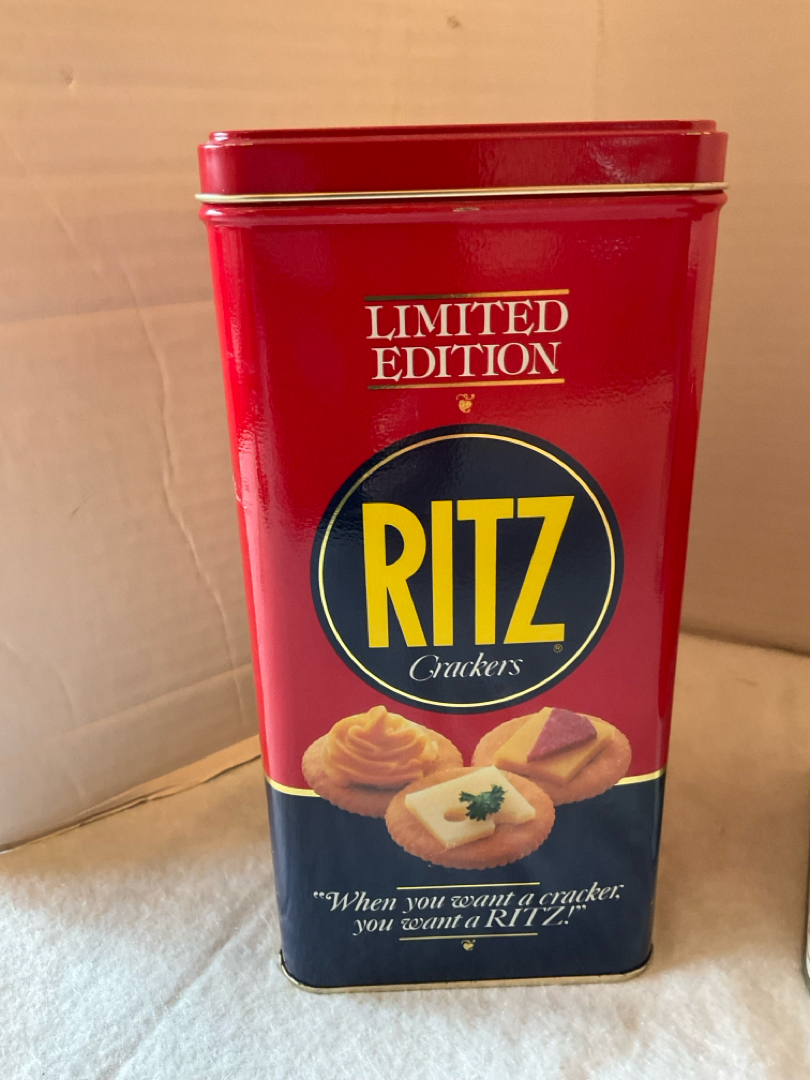 LIMITED
EDITION
RITZ
®
Crackers
“When you want a cracker,
you want a RITZ!”